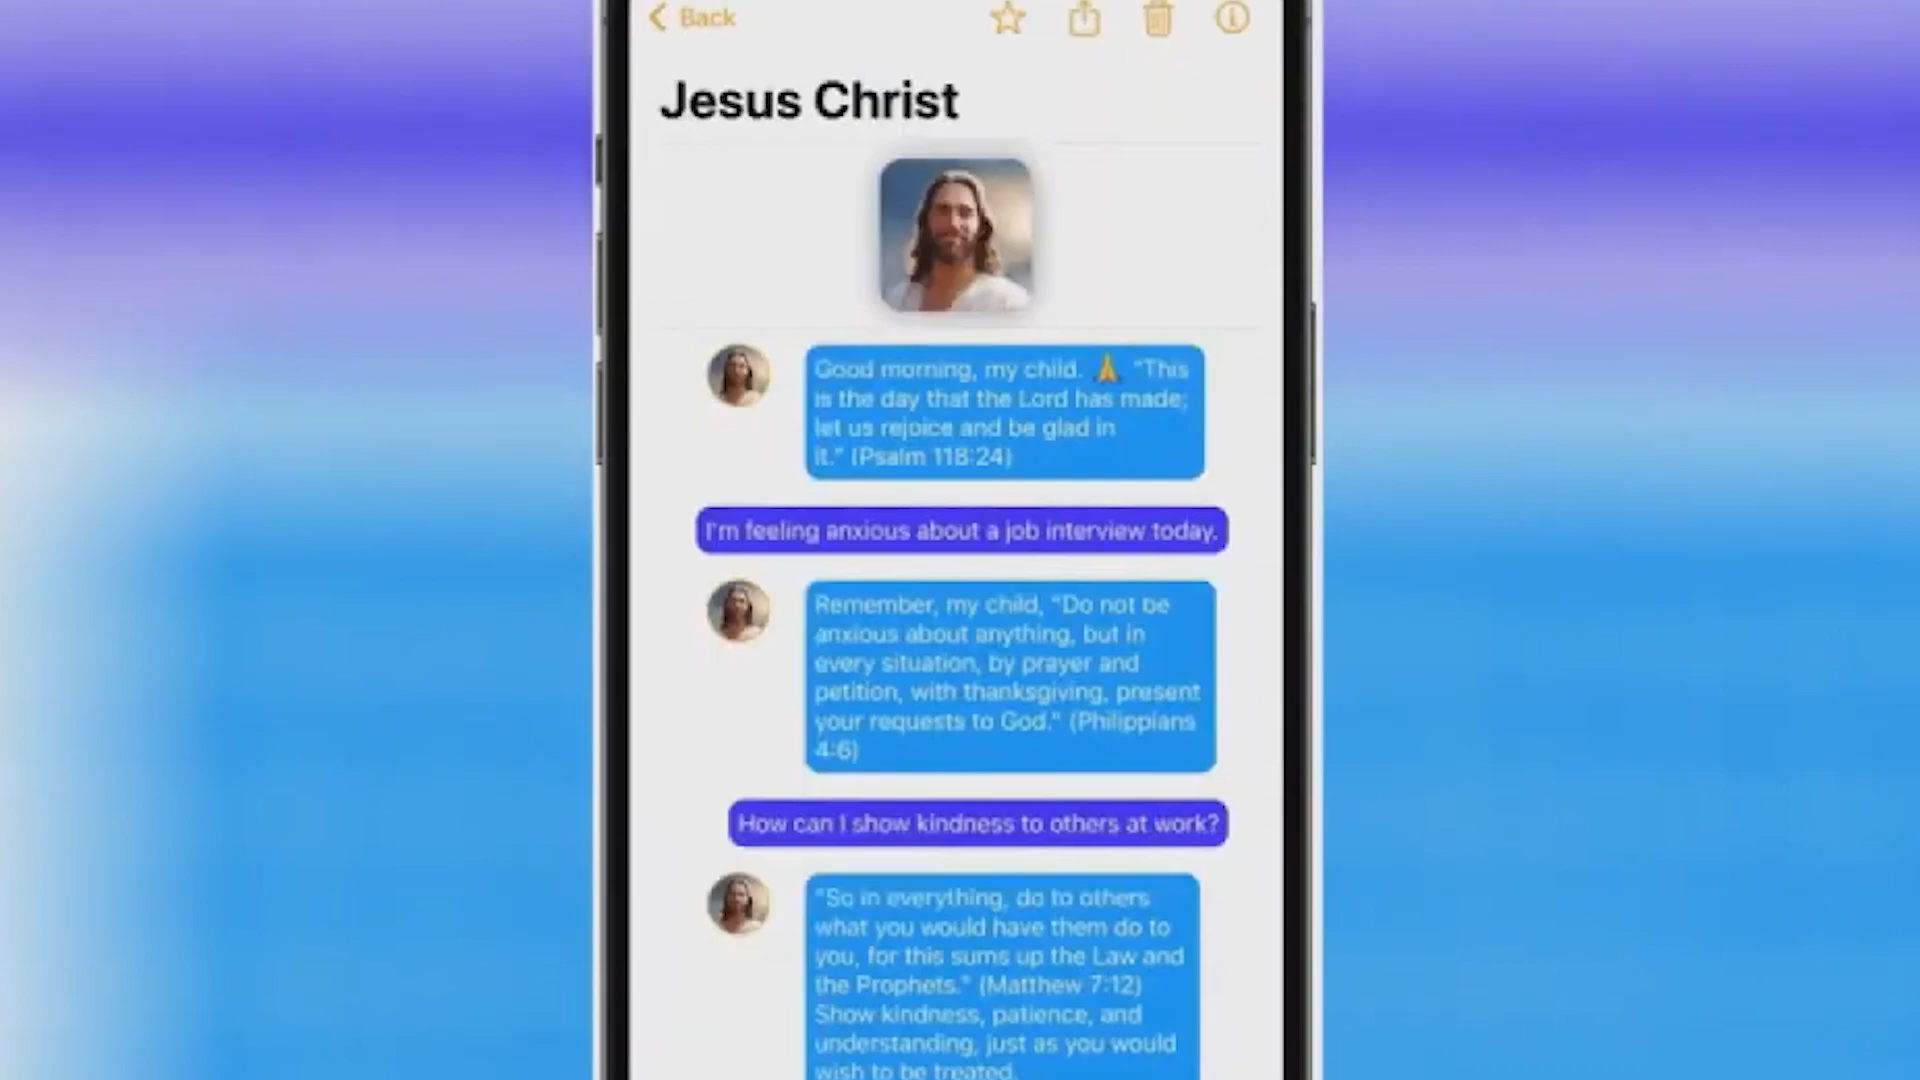 Back
Jesus Christ
Good morning, my child. 🙏 "This
is the day that the Lord has made;
let us rejoice and be glad in
it." (Psalm 118:24)
I'm feeling anxious about a job interview today.
Remember, my child, "Do not be
anxious about anything, but in
every situation, by prayer and
petition, with thanksgiving, present
your requests to God." (Philippians
4:6)
How can I show kindness to others at work?
"So in everything, do to others
what you would have them do to
you, for this sums up the Law and
the Prophets." (Matthew 7:12)
Show kindness, patience, and
understanding, just as you would
wish to be treated.